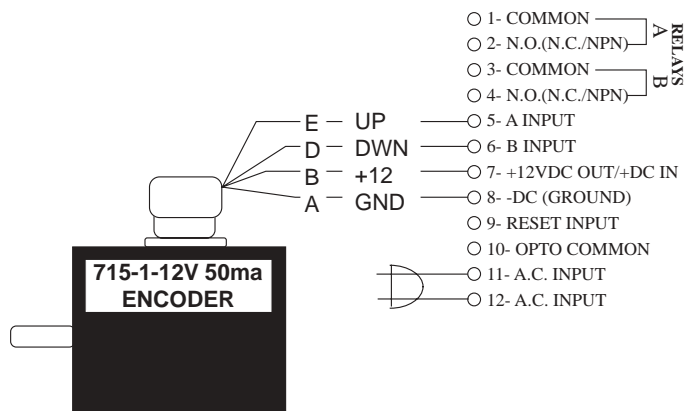 1- COMMON
2- N.O.(N.C./NPN)
A
3- COMMON
4- N.O.(N.C./NPN)
B
RELAYS
E UP 5- A INPUT
D DWN 6- B INPUT
B +12 7- +12VDC OUT/+DC IN
A GND 8- -DC (GROUND)
9- RESET INPUT
10- OPTO COMMON
11- A.C. INPUT
12- A.C. INPUT
715-1-12V 50ma
ENCODER